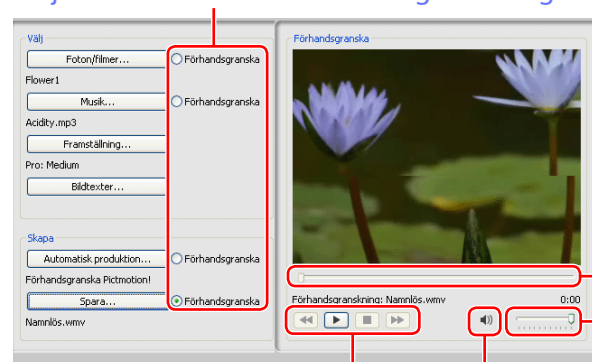 Välj
Foton/filmer...
Förhandsgranska
Flower1
Musik...
Förhandsgranska
Acidity.mp3
Framställning...
Pro: Medium
Bildtexter...
Skapa
Automatisk produktion...
Förhandsgranska
Förhandsgranska Pictmotion!
Spara...
Förhandsgranska
Namnlös.wmv
Förhandsgranska
Förhandsgranskning: Namnlös.wmv
0:00